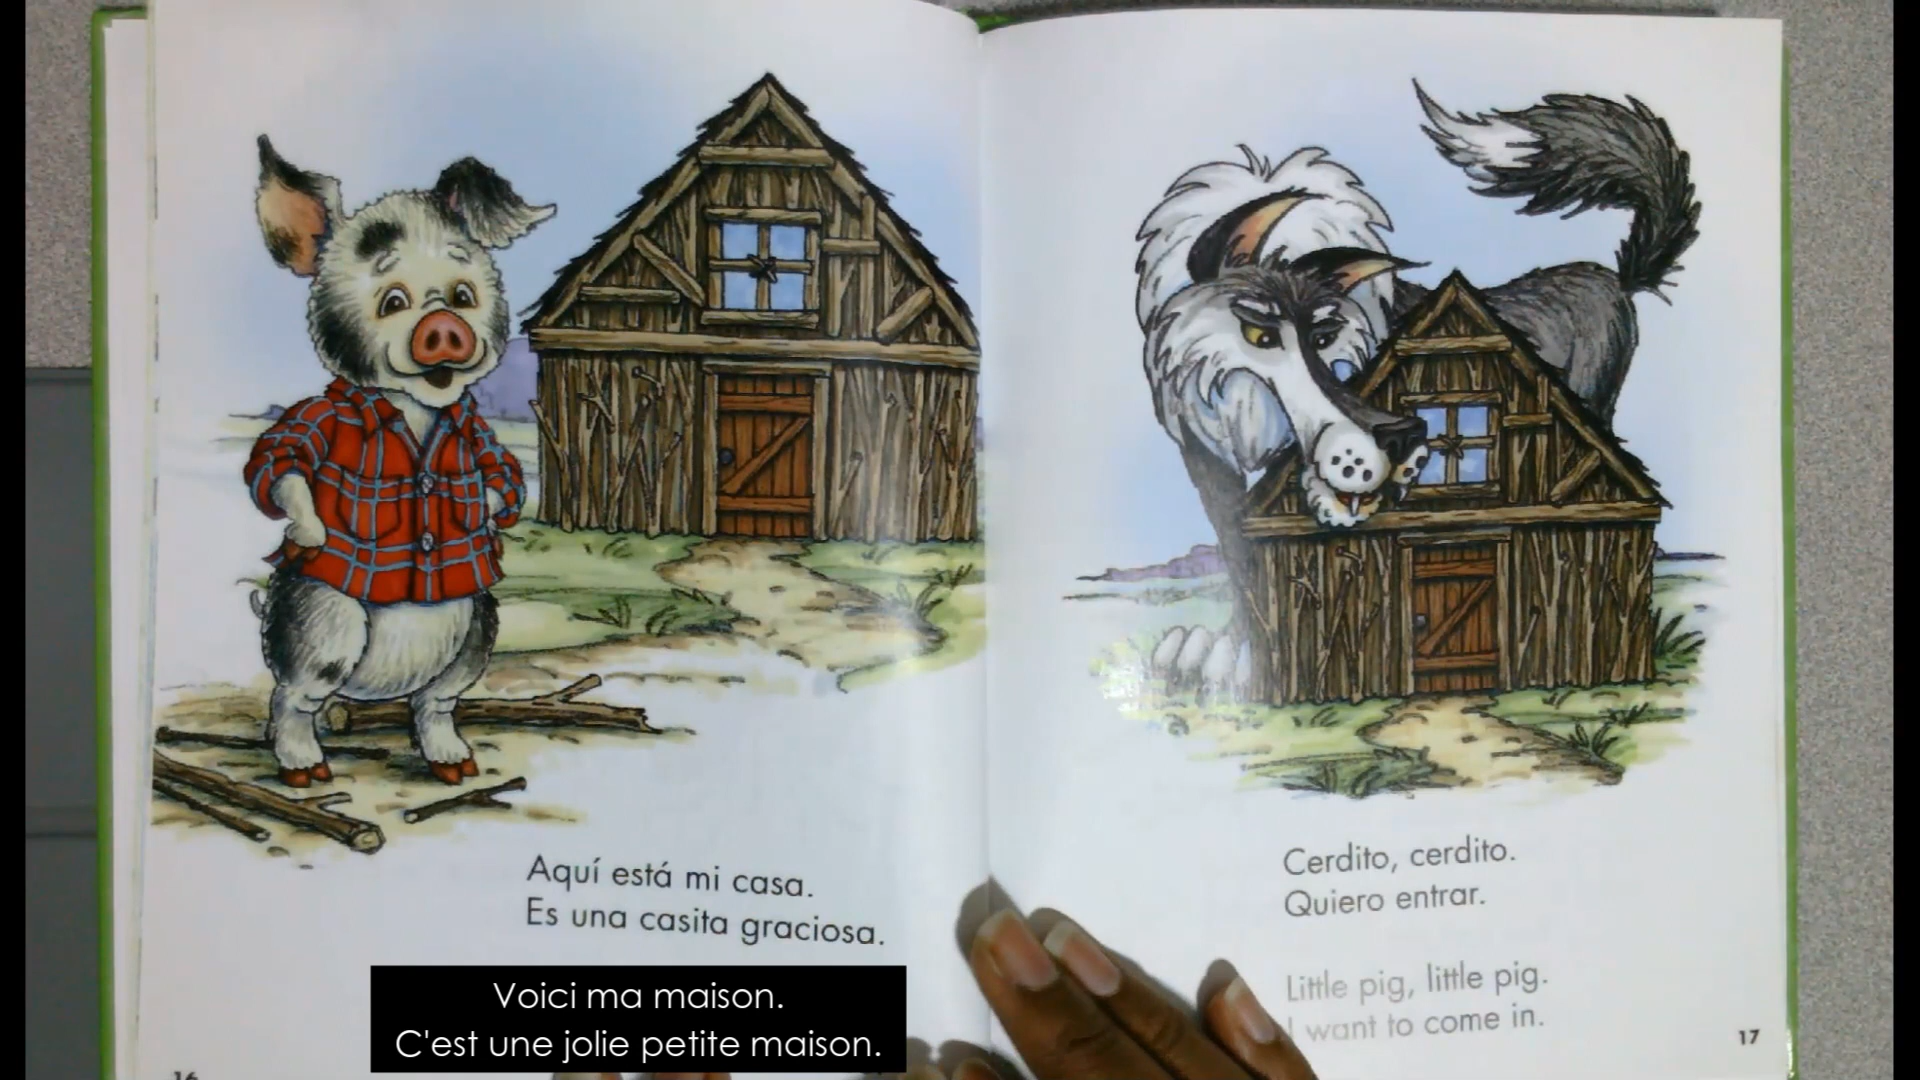 Aquí está mi casa.
Es una casita graciosa.
Voici ma maison.
C'est une jolie petite maison.
16
Cerdito, cerdito.
Quiero entrar.
Little pig, little pig.
I want to come in.
17